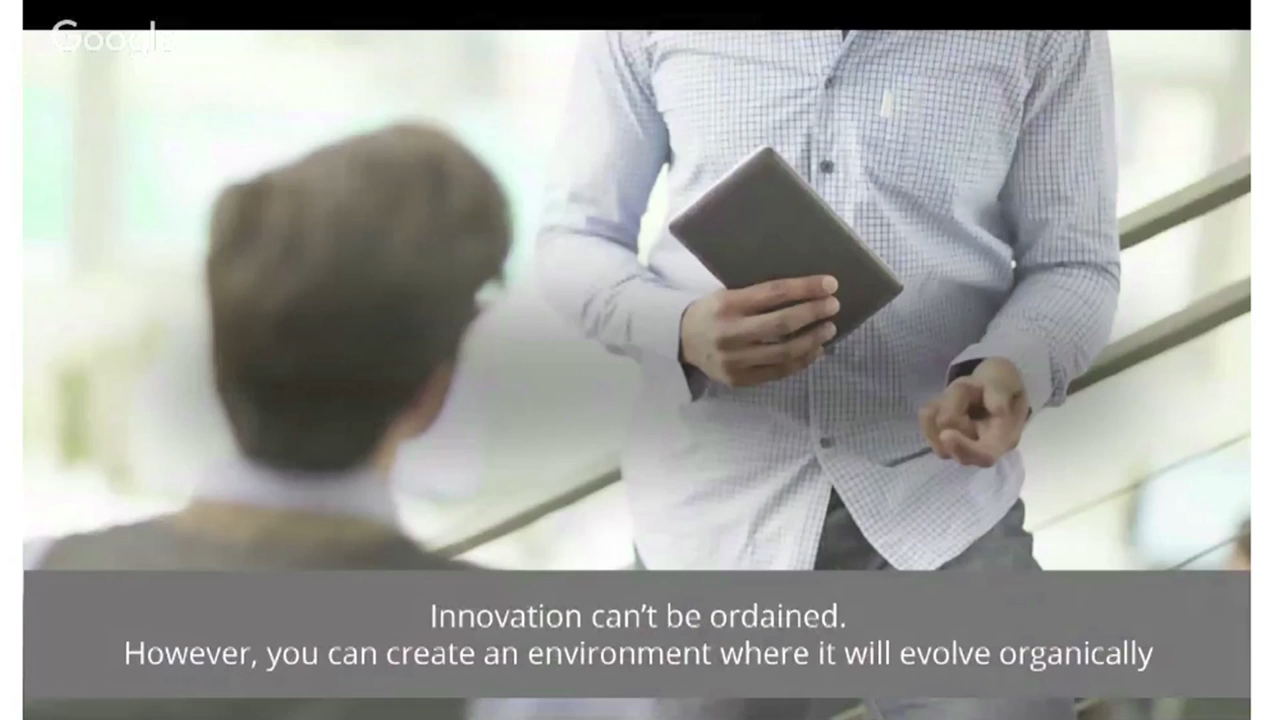 Google
Innovation can't be ordained.
However, you can create an environment where it will evolve organically